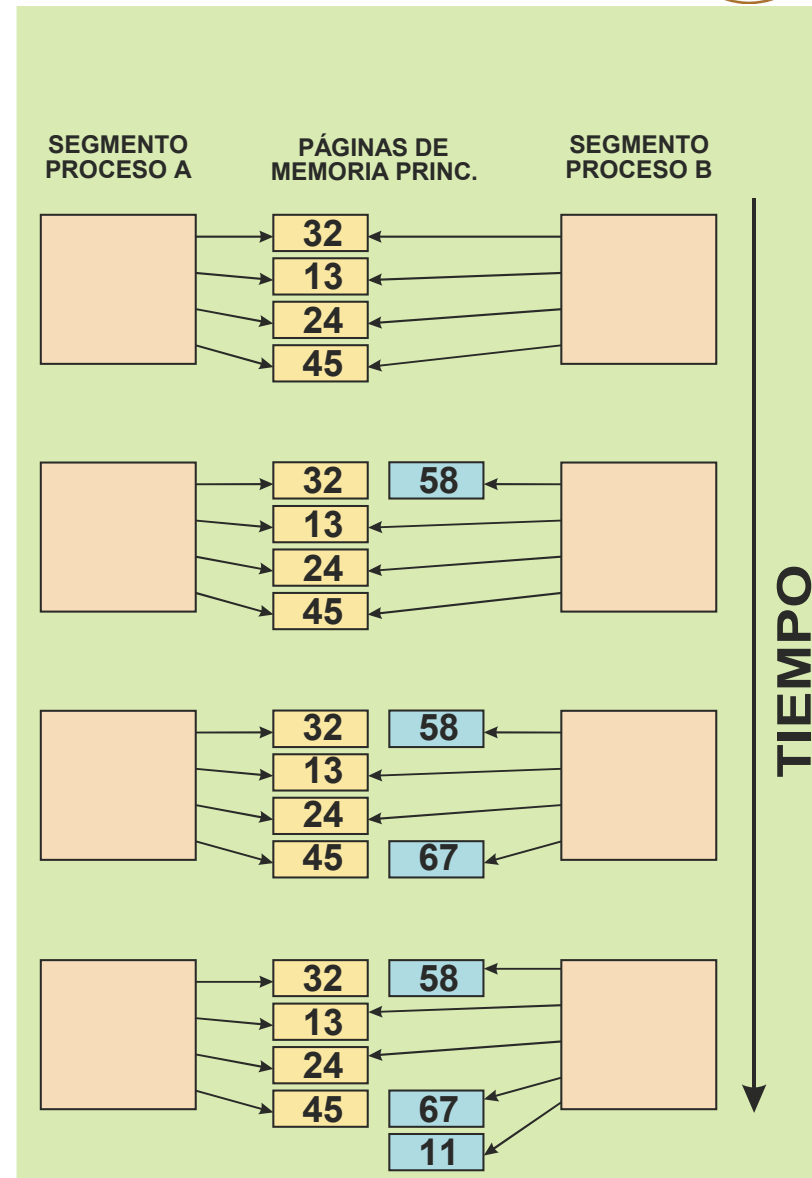 SEGMENTO
PROCESO A
PÁGINAS DE
MEMORIA PRINC.
SEGMENTO
PROCESO B
32
13
24
45
32 58
13
24
45
32 58
13
24
45 67
32 58
13
24
45 67
11
TIEMPO